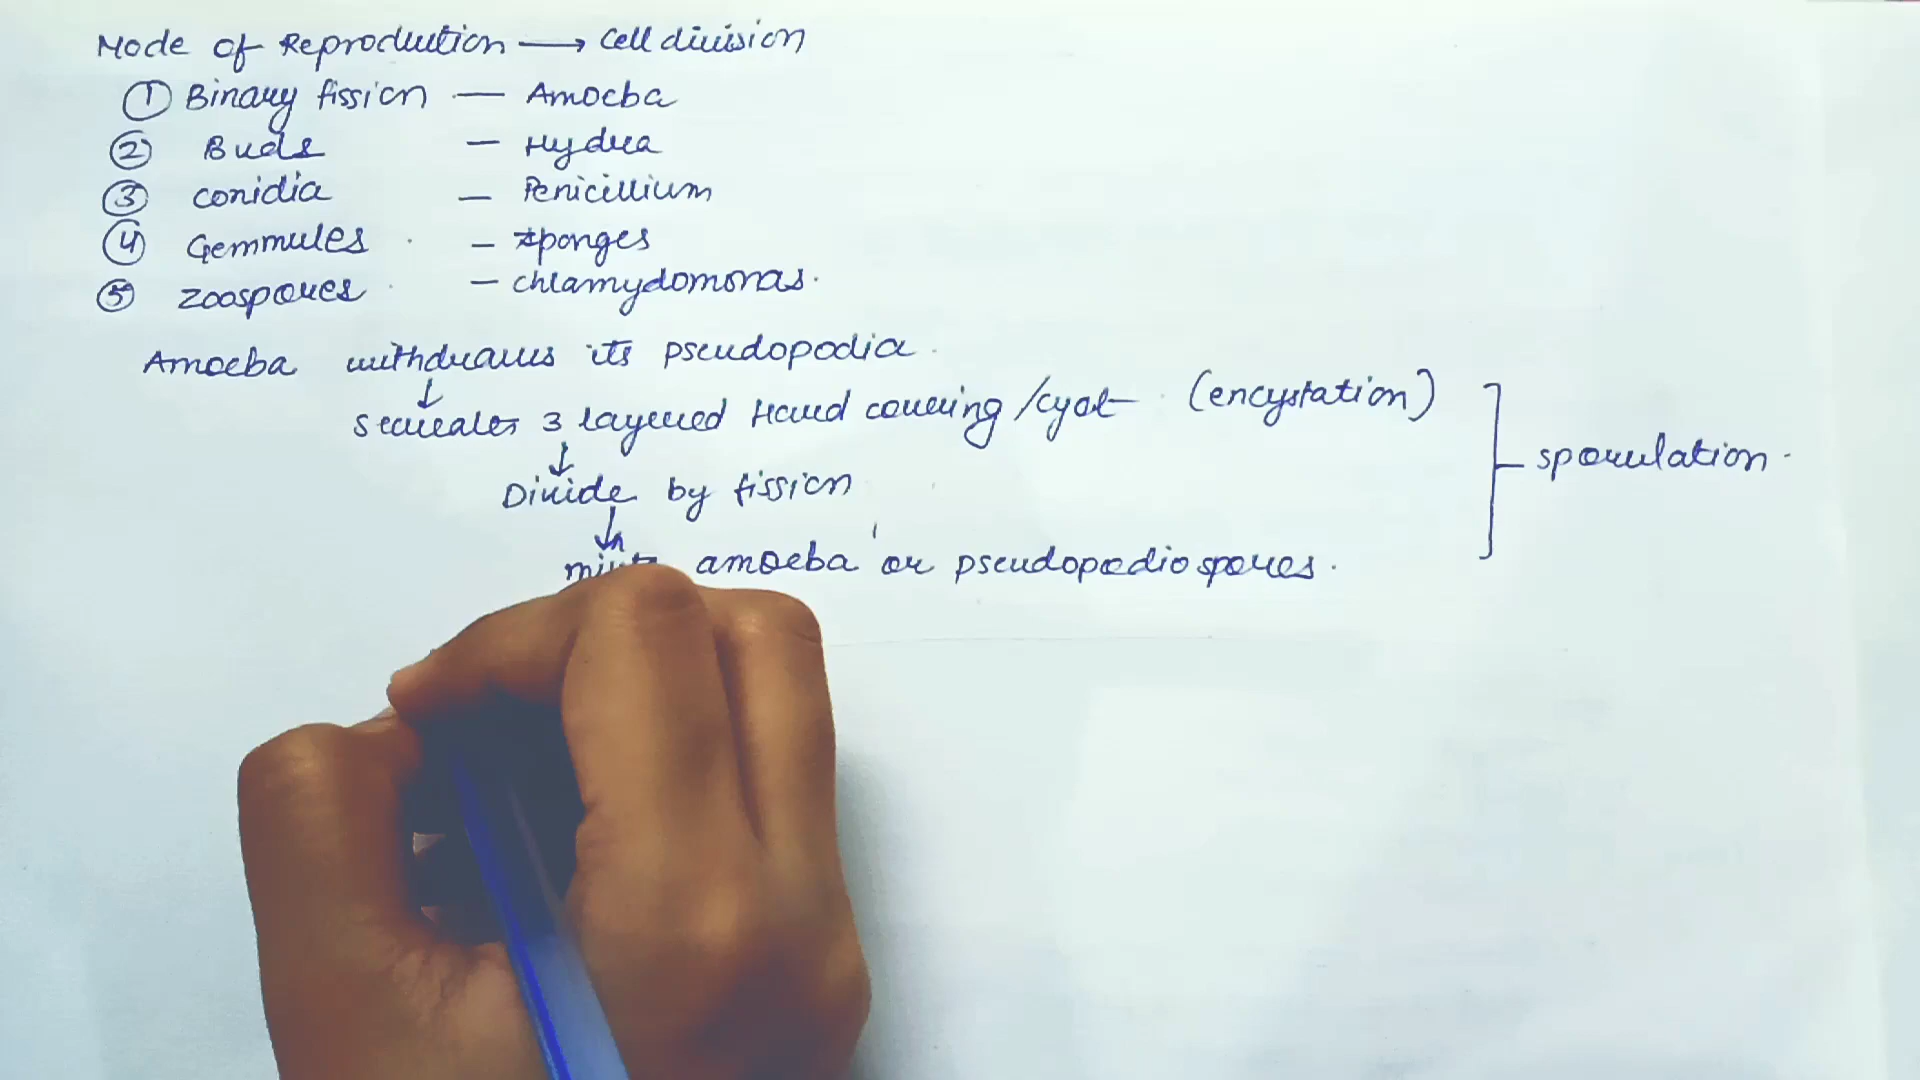 Mode of Reproduction → cell division
① Binary fission — Amoeba
② Buds — Hydra
③ conidia — Penicillium
④ Gemmules — sponges
⑤ zoospores — chlamydomonas.
Amoeba withdraws its pseudopodia.
↓
secreates 3 layered Hard covering /cyst (encystation)
↓
Divide by fission
↓
amoeba or pseudopodiospores.
sporulation.